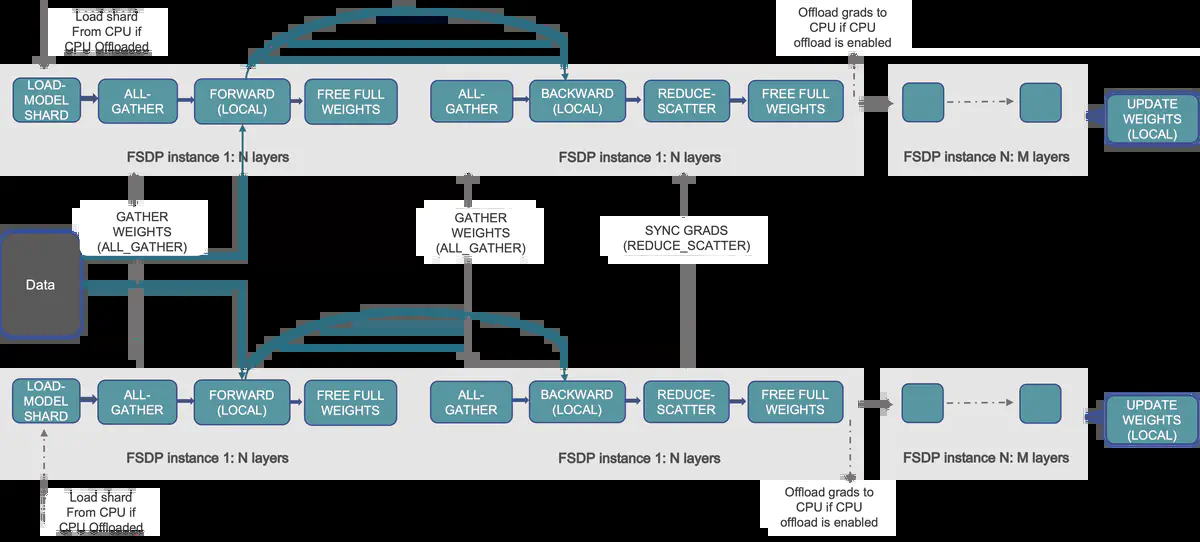 Load shard
From CPU if
CPU Offloaded
Offload grads to
CPU if CPU
offload is enabled
LOAD-
MODEL
SHARD
ALL-
GATHER
FORWARD
(LOCAL)
FREE FULL
WEIGHTS
ALL-
GATHER
BACKWARD
(LOCAL)
REDUCE-
SCATTER
FREE FULL
WEIGHTS
UPDATE
WEIGHTS
(LOCAL)
FSDP instance 1: N layers
FSDP instance 1: N layers
FSDP instance N: M layers
GATHER
WEIGHTS
(ALL_GATHER)
GATHER
WEIGHTS
(ALL_GATHER)
SYNC GRADS
(REDUCE_SCATTER)
Data
LOAD-
MODEL
SHARD
ALL-
GATHER
FORWARD
(LOCAL)
FREE FULL
WEIGHTS
ALL-
GATHER
BACKWARD
(LOCAL)
REDUCE-
SCATTER
FREE FULL
WEIGHTS
UPDATE
WEIGHTS
(LOCAL)
FSDP instance 1: N layers
FSDP instance 1: N layers
FSDP instance N: M layers
Load shard
From CPU if
CPU Offloaded
Offload grads to
CPU if CPU
offload is enabled